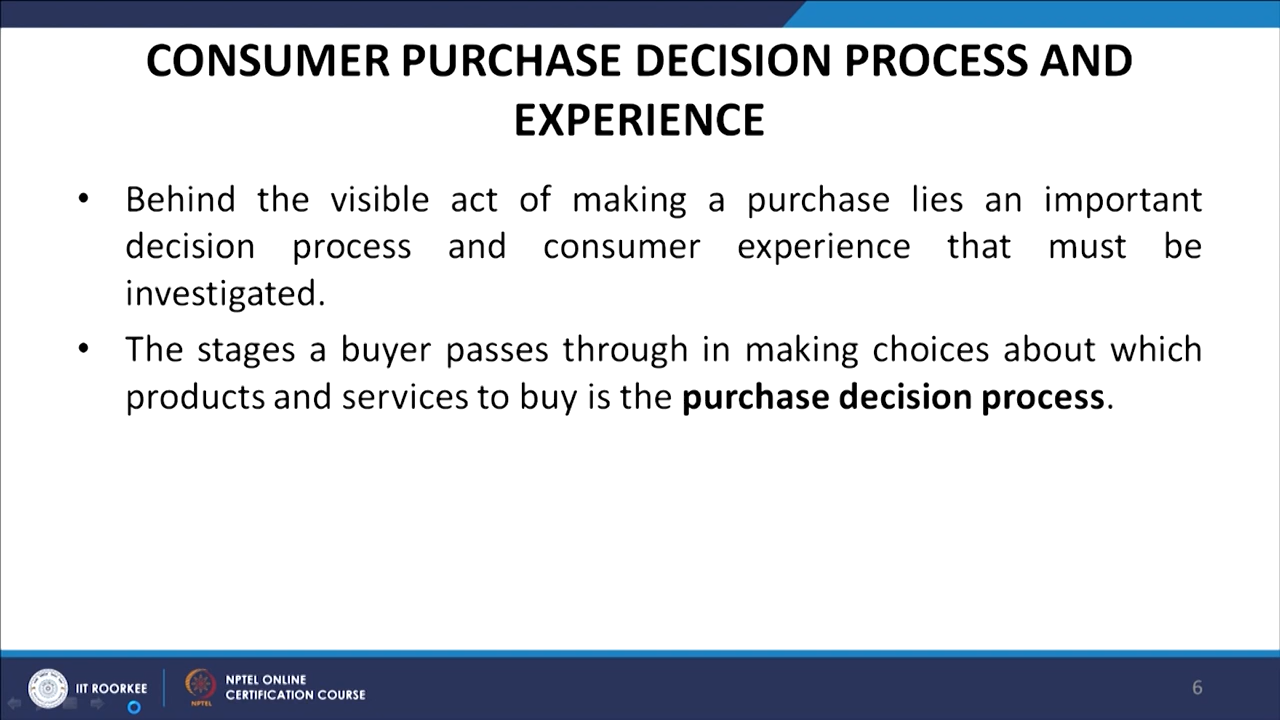 CONSUMER PURCHASE DECISION PROCESS AND
EXPERIENCE
• Behind the visible act of making a purchase lies an important
decision process and consumer experience that must be
investigated.
• The stages a buyer passes through in making choices about which
products and services to buy is the purchase decision process.
IIT ROORKEE
NPTEL
NPTEL ONLINE
CERTIFICATION COURSE
6